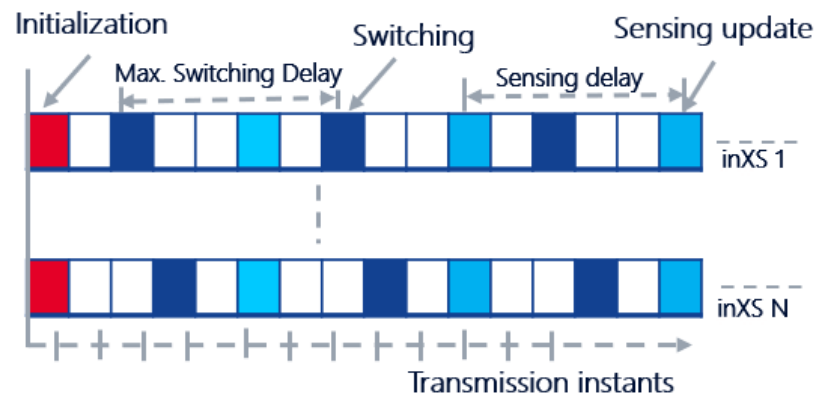 Initialization
Switching
Sensing update
Max. Switching Delay
Sensing delay
inXS 1
inXS N
Transmission instants